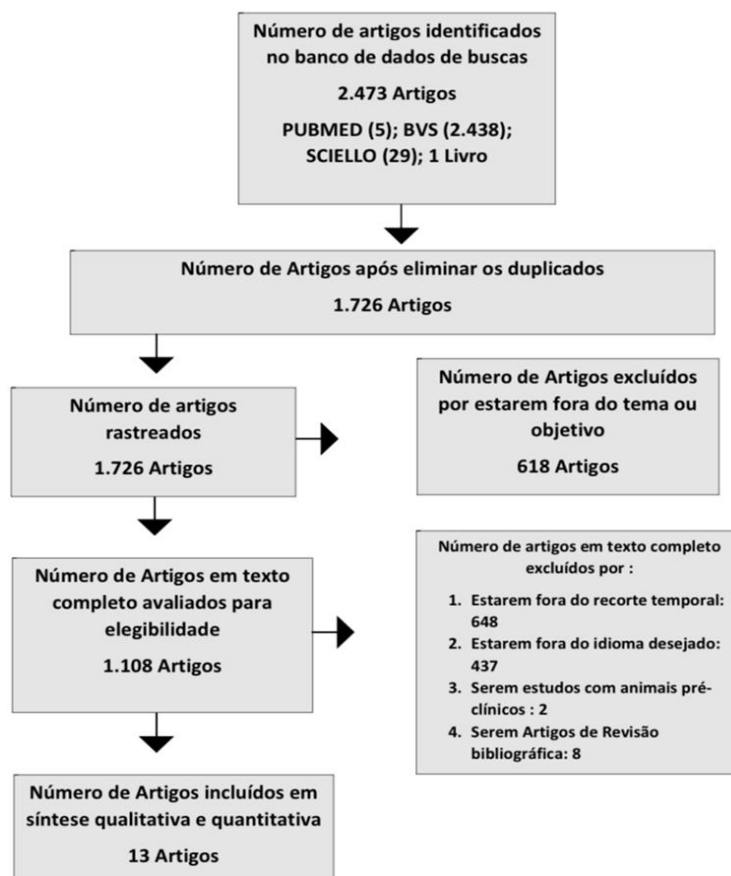 Número de artigos identificados
no banco de dados de buscas
2.473 Artigos
PUBMED (5); BVS (2.438);
SCIELLO (29); 1 Livro
Número de Artigos após eliminar os duplicados
1.726 Artigos
Número de artigos
rastreados
1.726 Artigos
Número de Artigos excluídos
por estarem fora do tema ou
objetivo
618 Artigos
Número de Artigos em texto
completo avaliados para
elegibilidade
1.108 Artigos
Número de artigos em texto completo
excluídos por :
1. Estarem fora do recorte temporal:
648
2. Estarem fora do idioma desejado:
437
3. Serem estudos com animais pré-
clínicos : 2
4. Serem Artigos de Revisão
bibliográfica: 8
Número de Artigos incluídos em
síntese qualitativa e quantitativa
13 Artigos